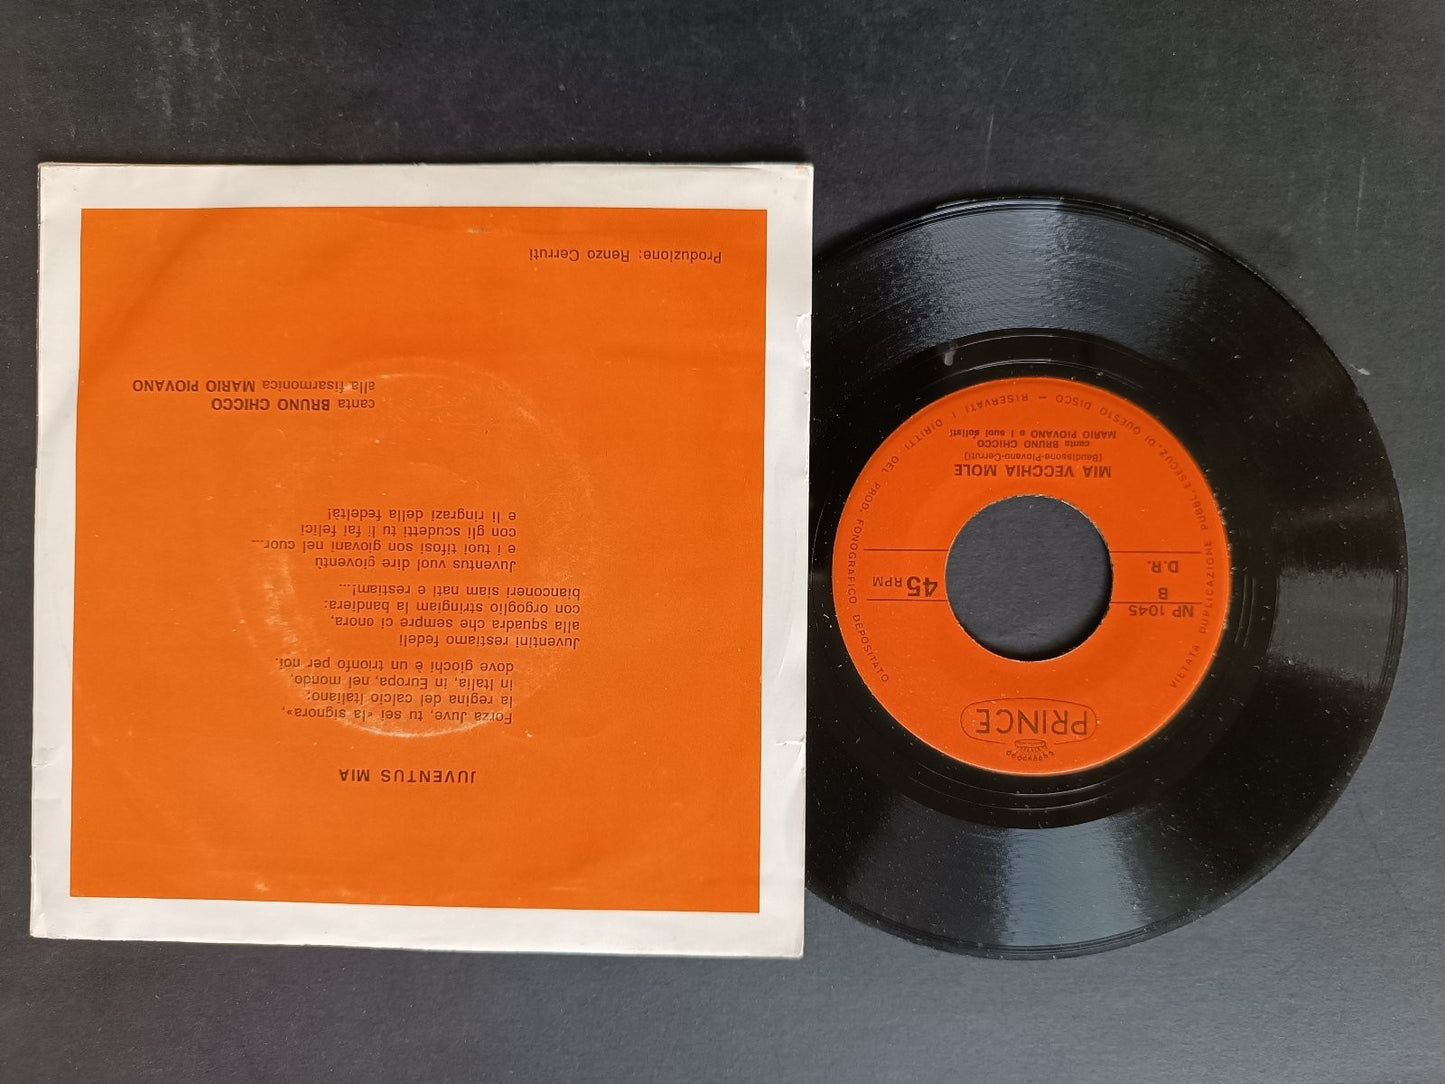 JUVENTUS MIA
Forza Juve, tu sei «la signora»,
la regina del calcio Italiano;
in Italia, in Europa, nel mondo,
dove giochi è un trionfo per noi.
Juventini restiamo fedeli
alla squadra che sempre ci onora,
con orgoglio stringiam la bandiera:
bianconeri siam nati e restiam!...
Juventus vuol dire gioventù
e i tuoi tifosi son giovani nel cuor...
con gli scudetti tu li fai felici
e li ringrazi della fedeltà!
canta BRUNO CHICCO
alla fisarmonica MARIO PIOVANO
Produzione: Renzo Cerruti
PRINCE
NP 1045
B
D.R.
45 RPM
MIA VECCHIA MOLE
(Baudissone-Piovano-Cerruti)
canta BRUNO CHICCO
MARIO PIOVANO e i suoi solisti
VIETATA DUPLICAZIONE PUBBL. ESECUZ. DI QUESTO DISCO - RISERVATI I DIRITTI DEL PROD. FONOGRAFICO DEPOSITATO